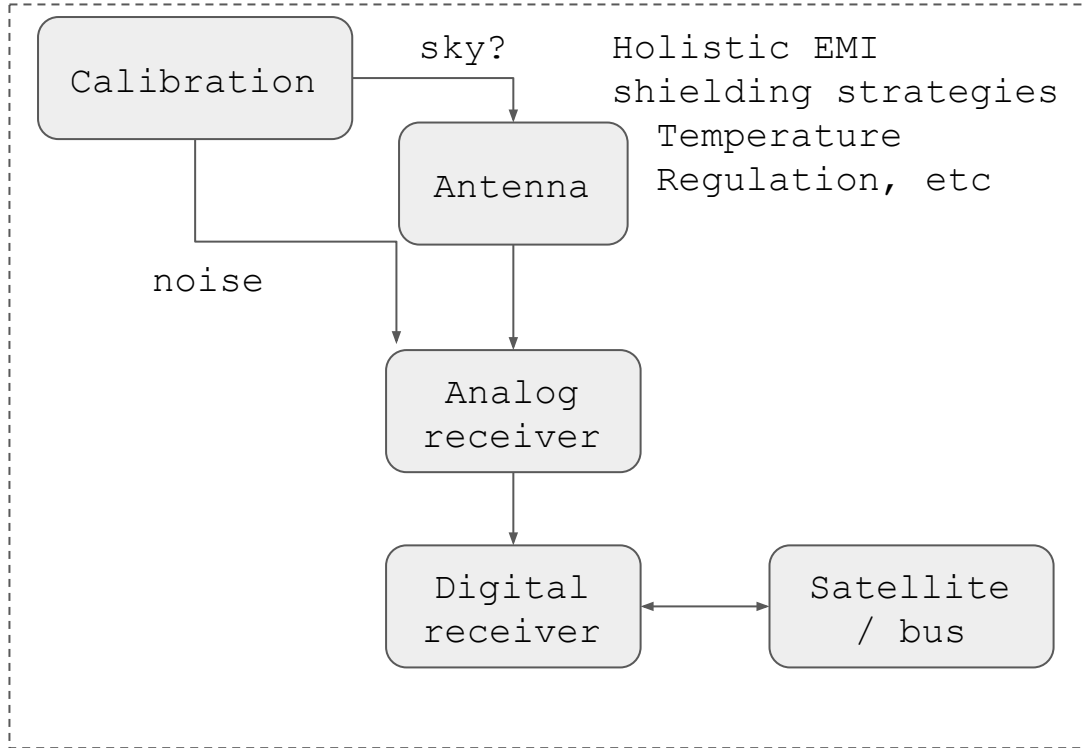 sky?
Holistic EMI
shielding strategies
Temperature
Regulation, etc
Calibration
Antenna
noise
Analog
receiver
Digital
receiver
Satellite
/ bus